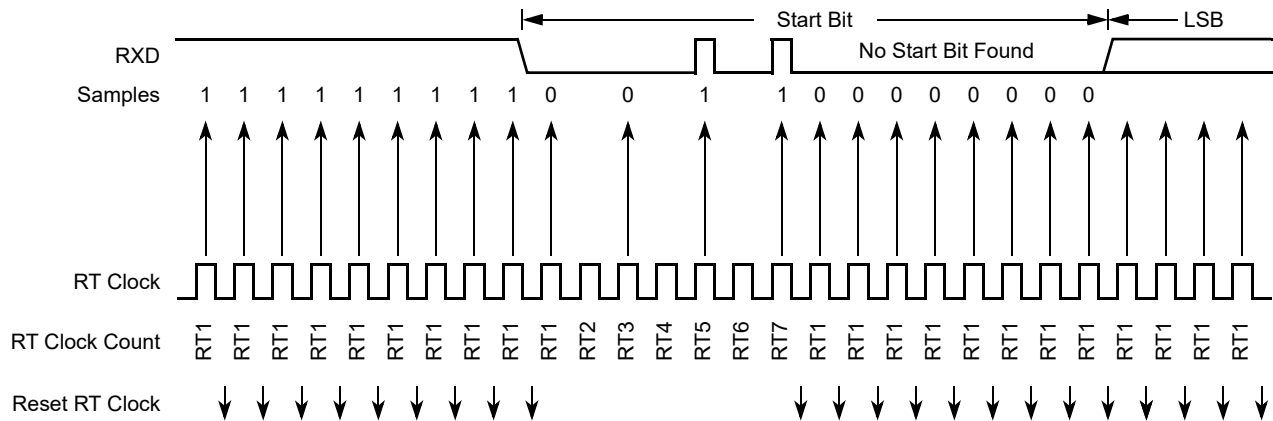 Start Bit
LSB
RXD
No Start Bit Found
Samples 1 1 1 1 1 1 1 1 1 0 0 1 1 0 0 0 0 0 0 0 0
RT Clock
RT Clock Count RT1 RT1 RT1 RT1 RT1 RT1 RT1 RT1 RT1 RT1 RT2 RT3 RT4 RT5 RT6 RT7 RT1 RT1 RT1 RT1 RT1 RT1 RT1 RT1 RT1 RT1 RT1 RT1
Reset RT Clock